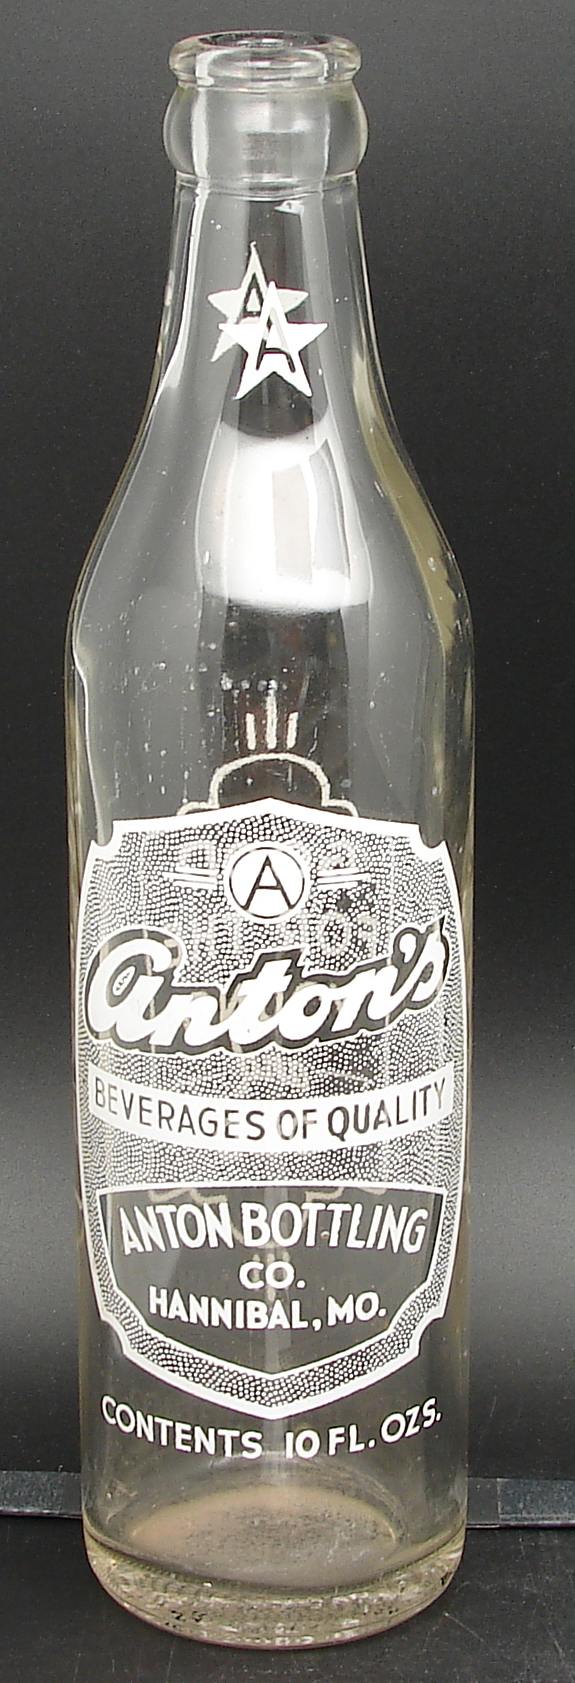 A
A
A
Anton's
BEVERAGES OF QUALITY
ANTON BOTTLING
CO.
HANNIBAL, MO.
CONTENTS 10 FL. OZS.